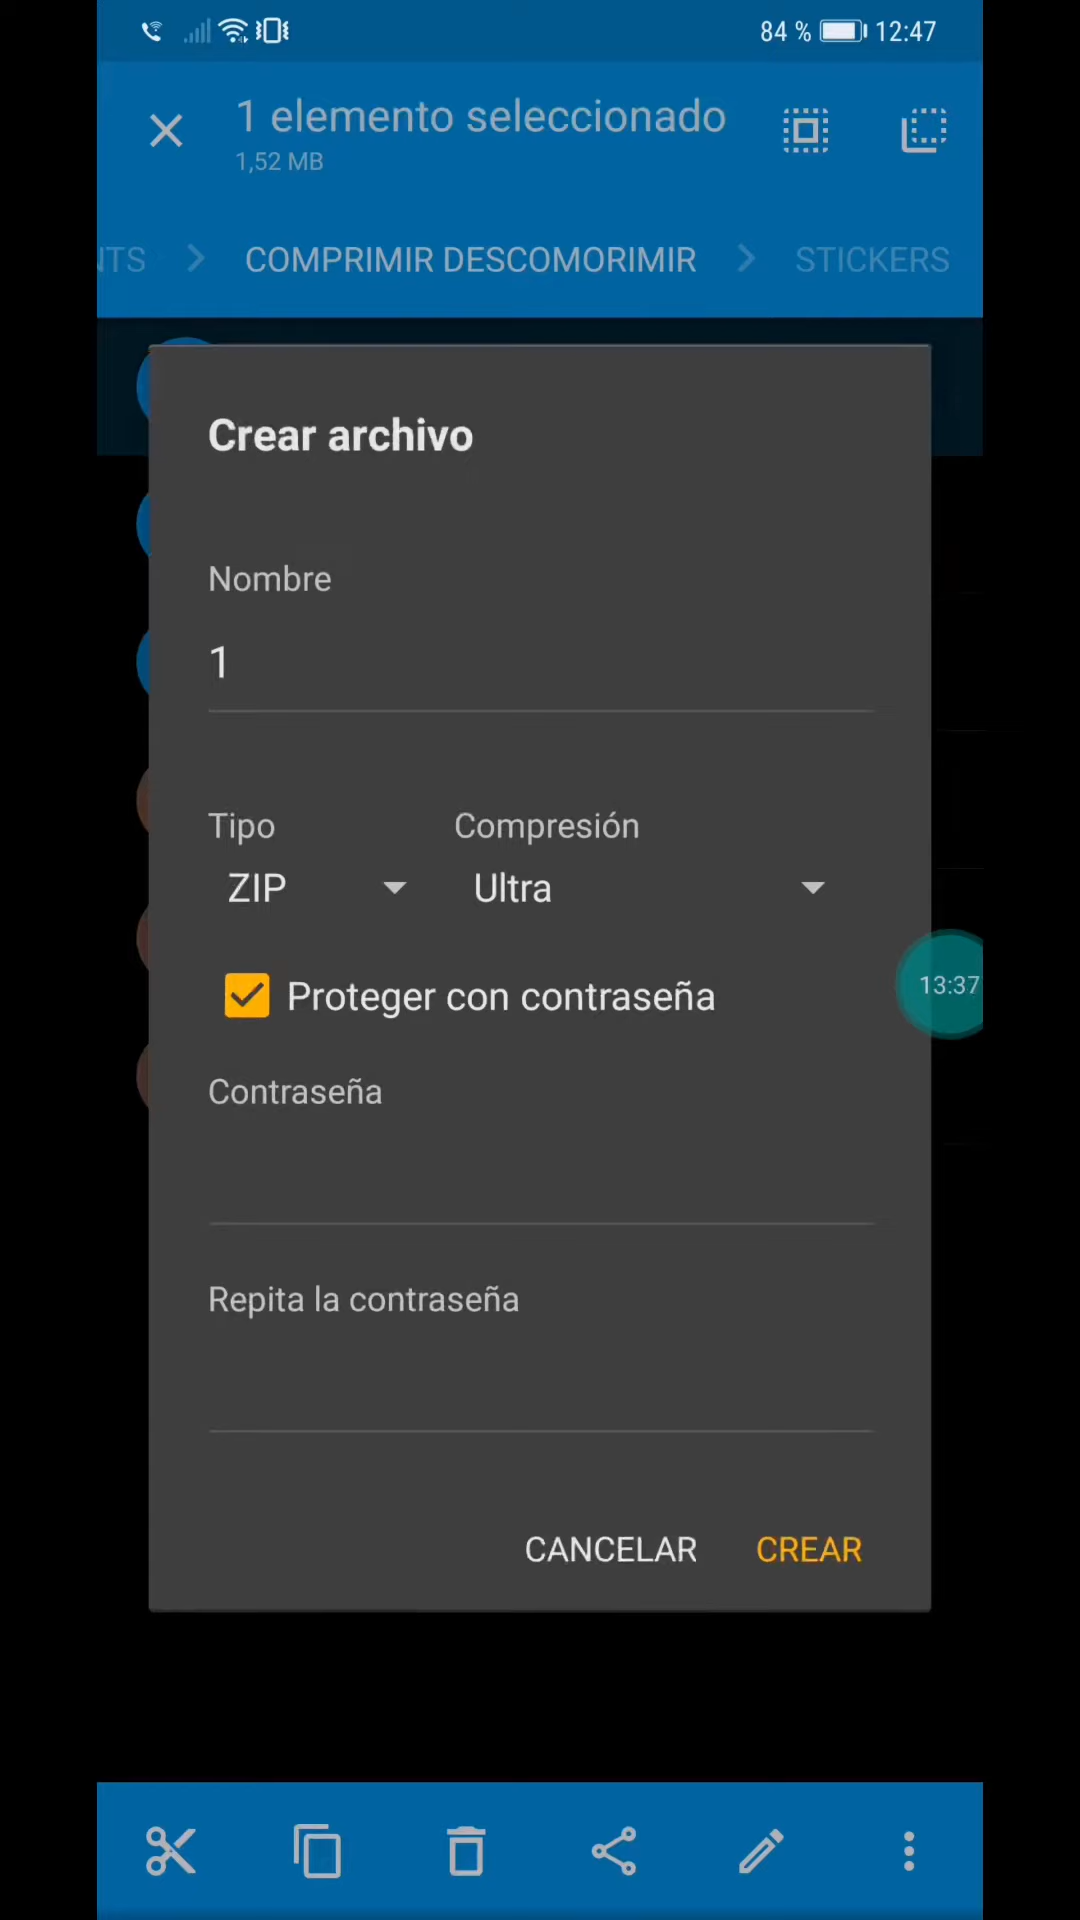 84 % 12:47
1 elemento seleccionado
1,52 MB
NTS > COMPRIMIR DESCOMORIMIR > STICKERS
Crear archivo
Nombre
1
Tipo Compresión
ZIP Ultra
Proteger con contraseña
13:37
Contraseña
Repita la contraseña
CANCELAR CREAR